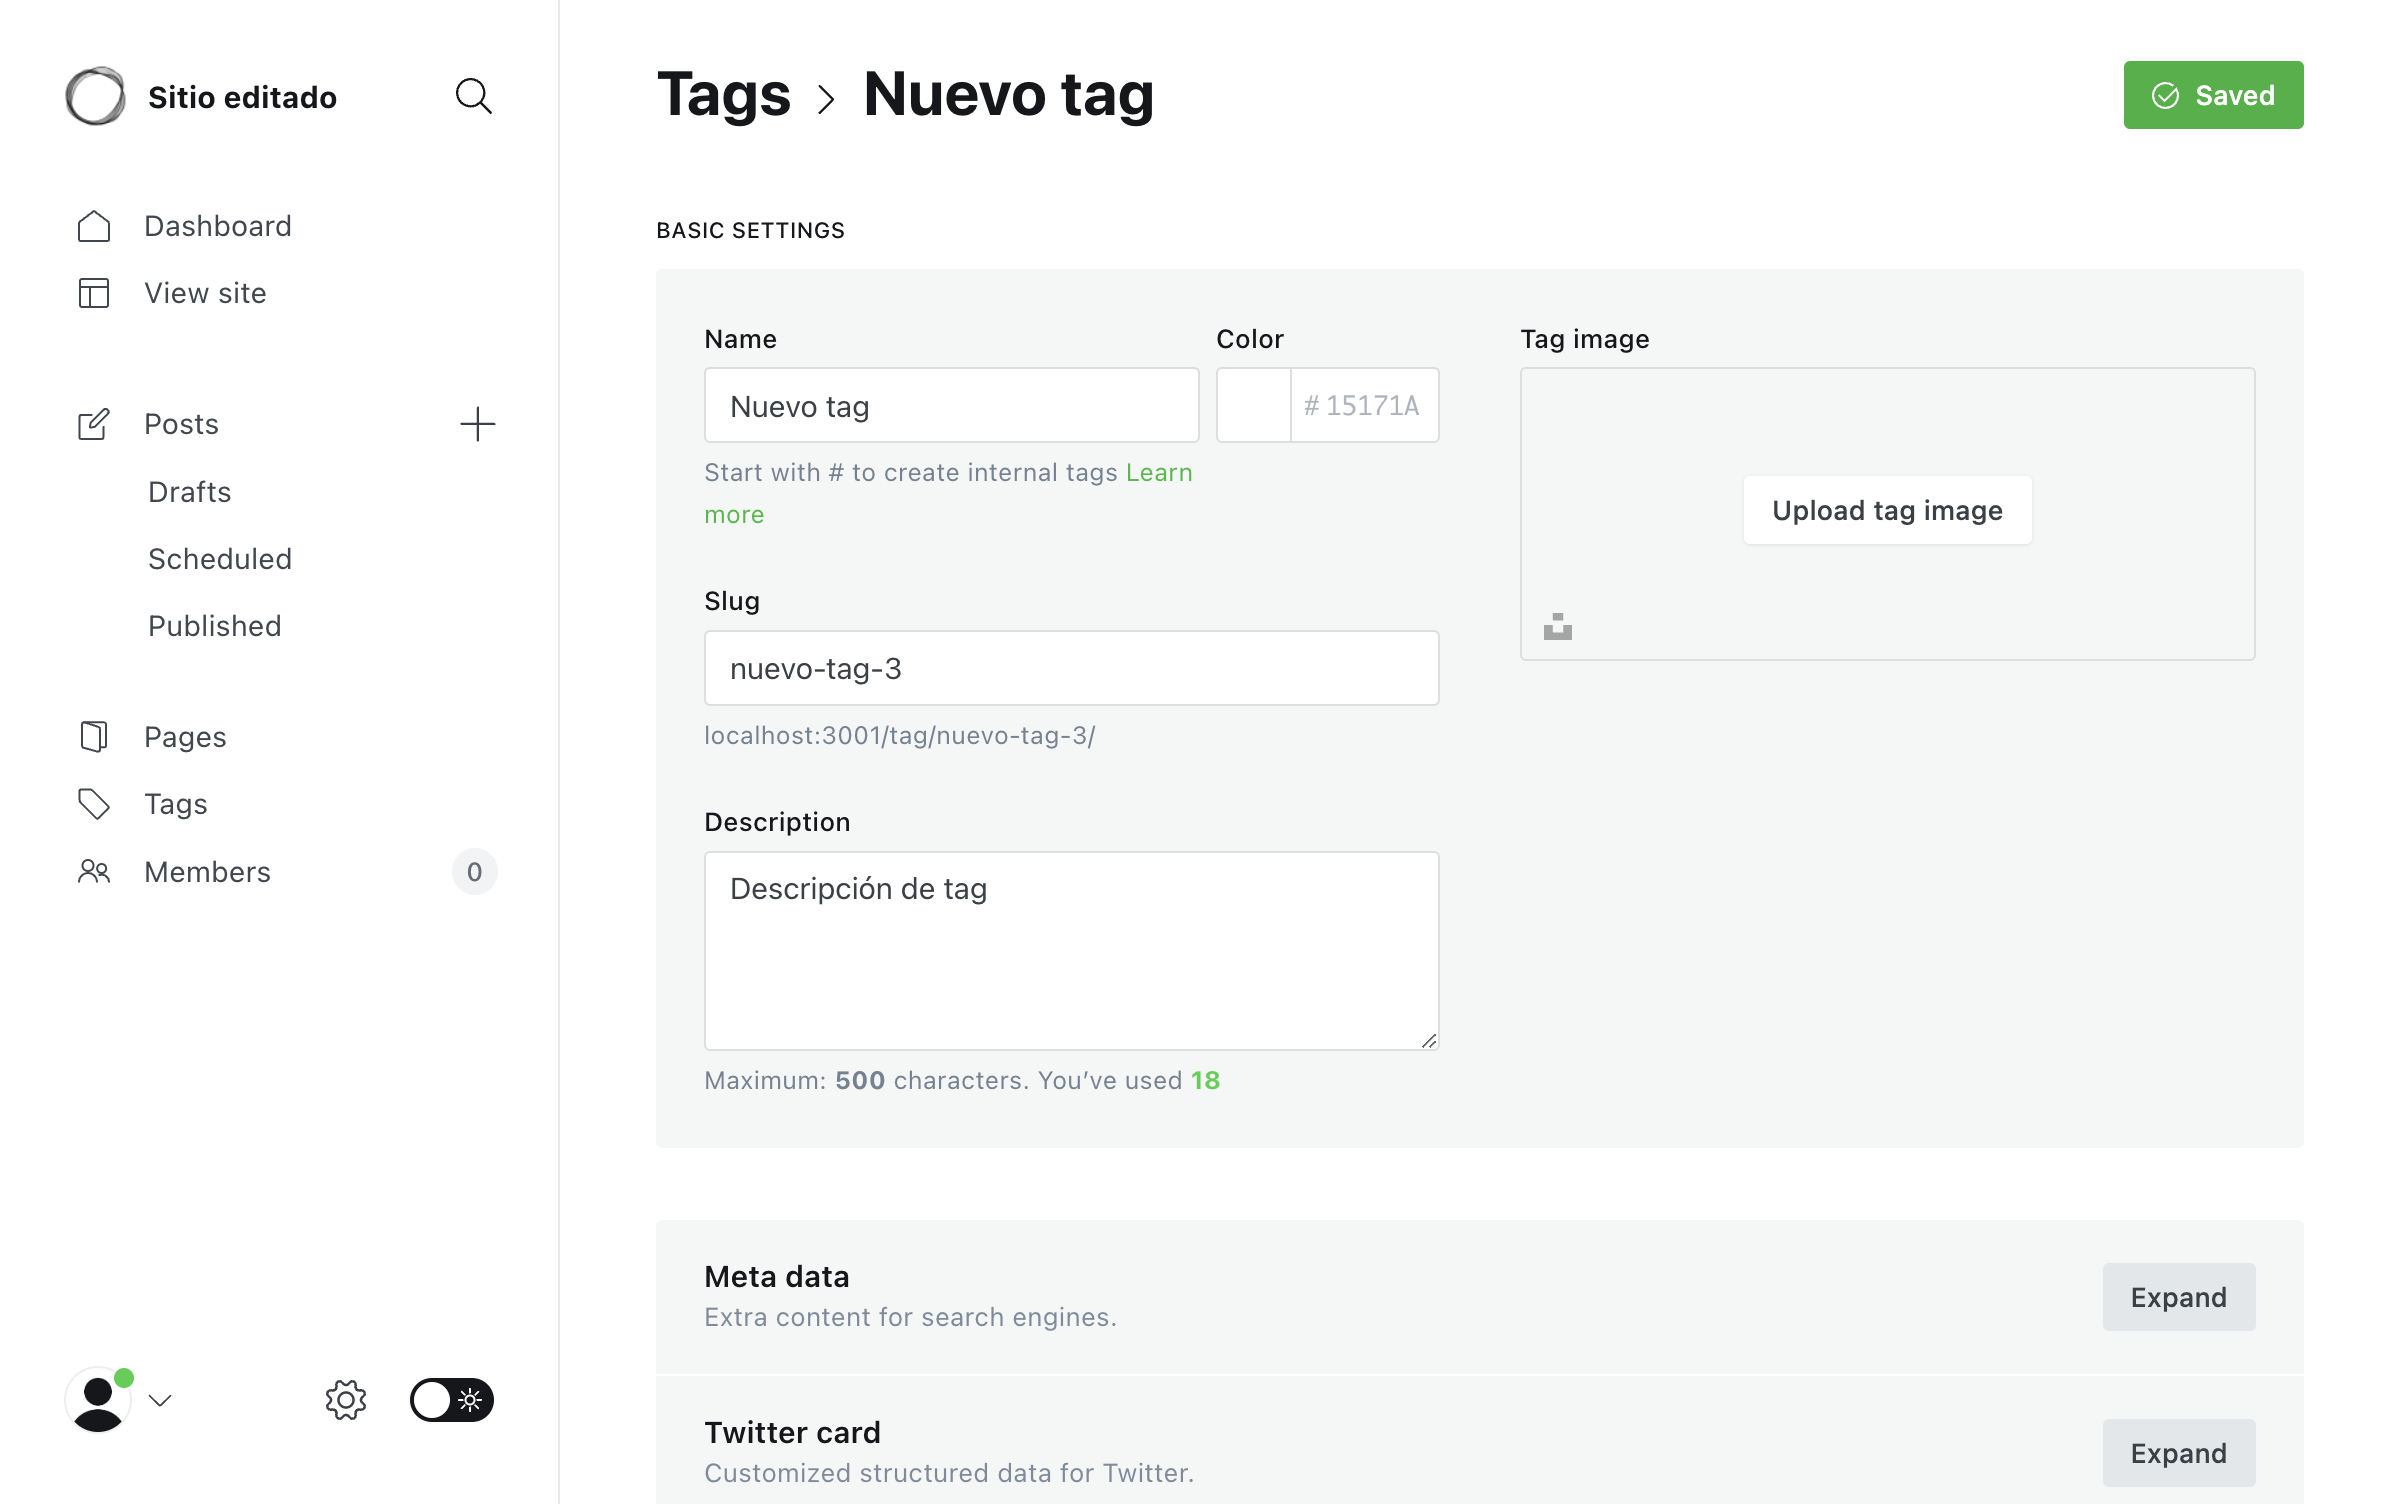 Sitio editado
Dashboard
View site
Posts
Drafts
Scheduled
Published
Pages
Tags
Members
0
Tags > Nuevo tag
Saved
BASIC SETTINGS
Name
Nuevo tag
Start with # to create internal tags Learn
more
Color
# 15171A
Slug
nuevo-tag-3
localhost:3001/tag/nuevo-tag-3/
Description
Descripción de tag
Maximum: 500 characters. You’ve used 18
Tag image
Upload tag image
Meta data
Extra content for search engines.
Expand
Twitter card
Customized structured data for Twitter.
Expand